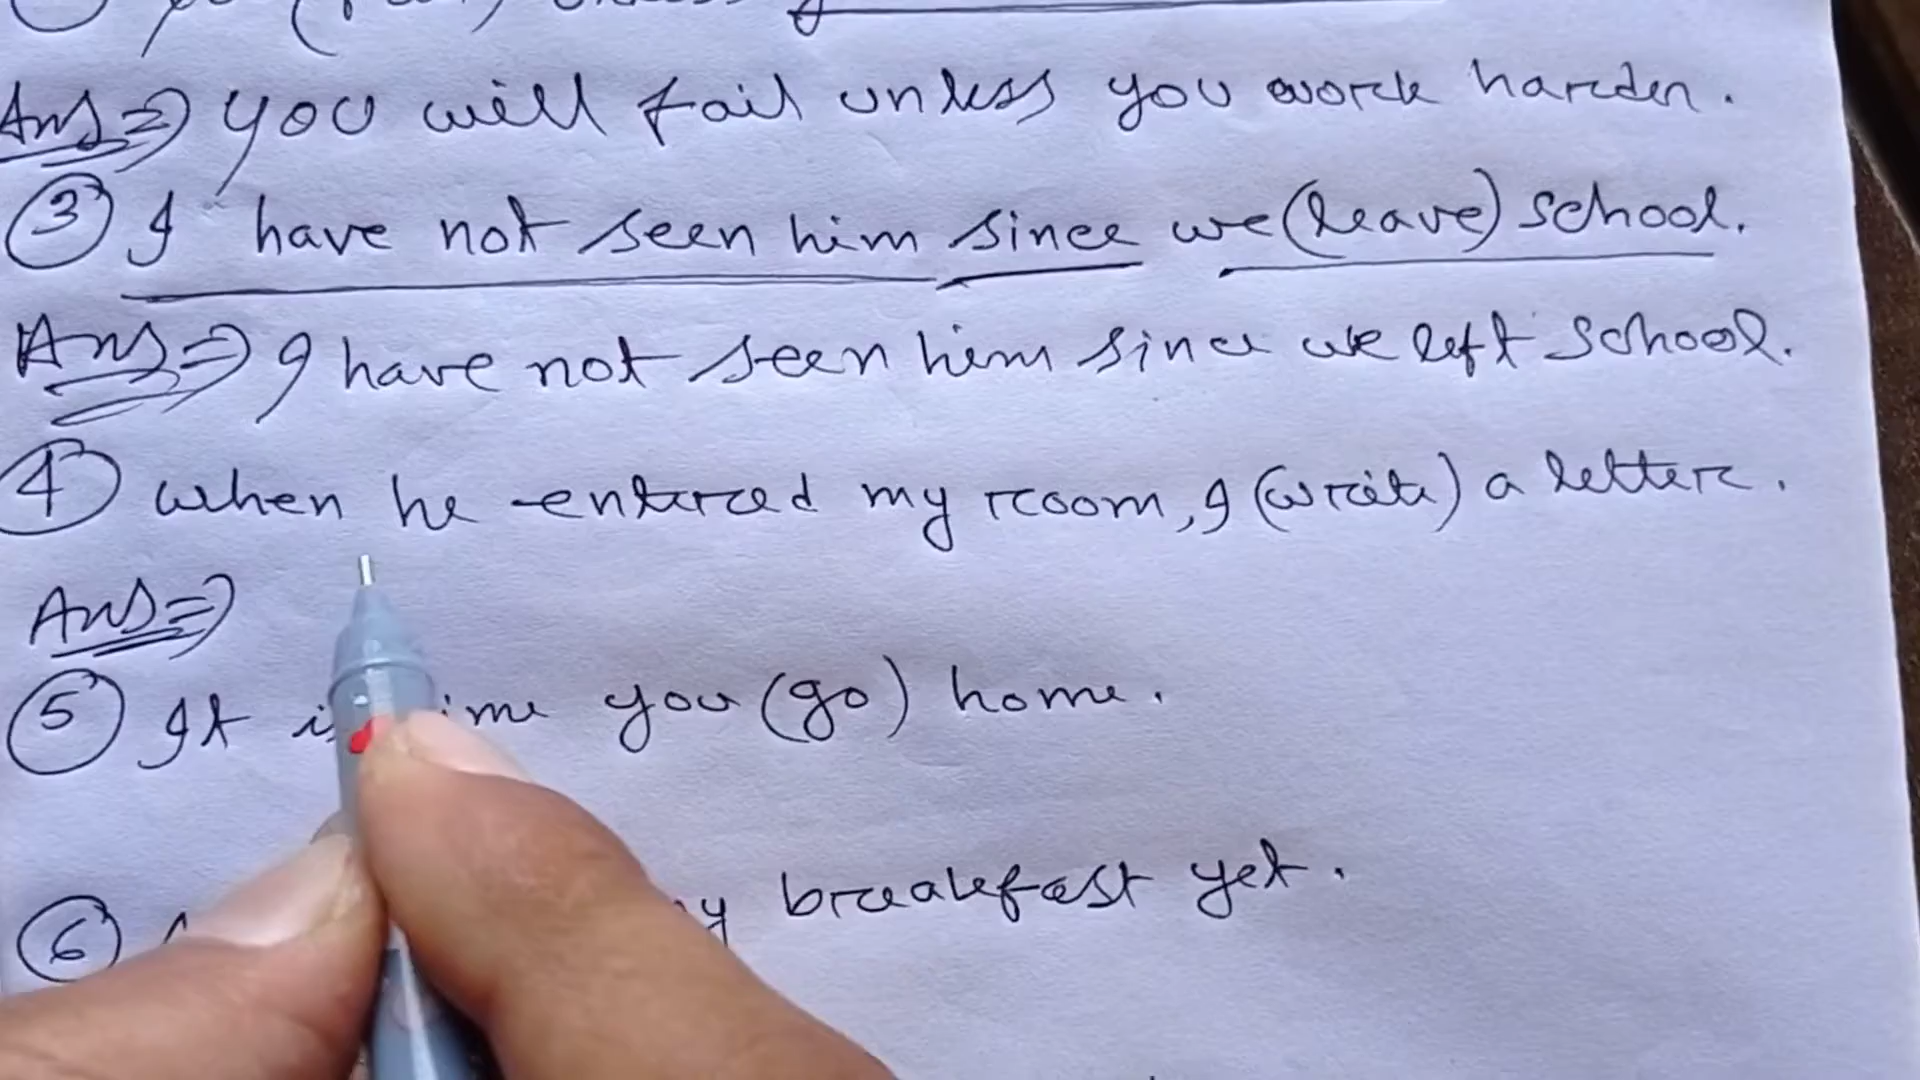 Ans⇒ you will fail unless you work harder.
③ I have not seen him since we (leave) school.
Ans⇒ I have not seen him since we left school.
④ when he entered my room, I (write) a letter.
Ans⇒
⑤ It is time you (go) home.
⑥ breakfast yet.